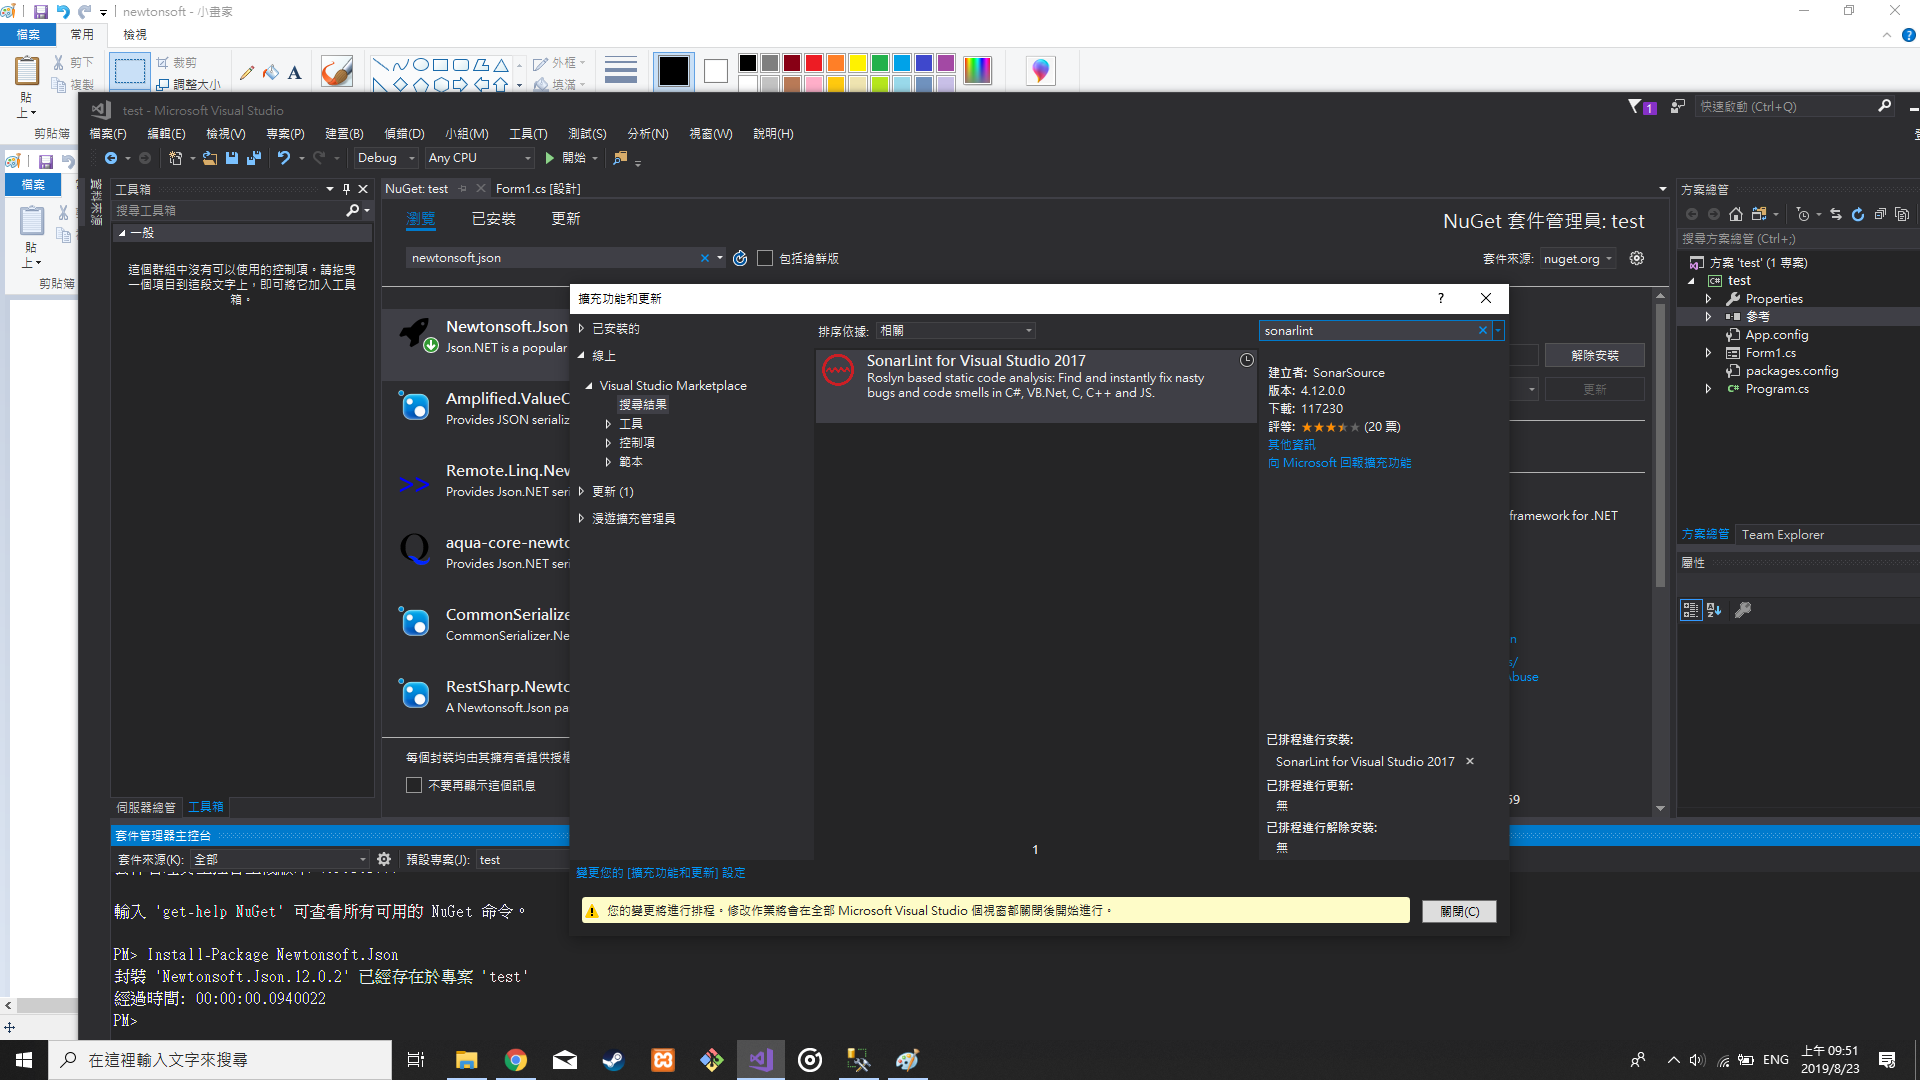 newtonsoft - 小畫家
檔案
常用
檢視
貼
上
剪下
複製
剪貼簿
裁剪
調整大小
A
外框
填滿
檔案
貼
上
剪貼簿
test - Microsoft Visual Studio
1
快速啟動 (Ctrl+Q)
檔案(F)
編輯(E)
檢視(V)
專案(P)
建置(B)
偵錯(D)
小組(M)
工具(T)
測試(S)
分析(N)
視窗(W)
說明(H)
Debug
Any CPU
開始
資料來源
工具箱
搜尋工具箱
一般
這個群組中沒有可以使用的控制項。請拖曳
一個項目到這段文字上，即可將它加入工具
箱。
伺服器總管
工具箱
NuGet: test
Form1.cs [設計]
瀏覽
已安裝
更新
NuGet 套件管理員: test
newtonsoft.json
包括搶鮮版
套件來源:
nuget.org
Newtonsoft.Json
Json.NET is a popular
Amplified.ValueO
Provides JSON serializ
Remote.Linq.New
Provides Json.NET seri
aqua-core-newto
Provides Json.NET seri
CommonSerialize
CommonSerializer.Ne
RestSharp.Newto
A Newtonsoft.Json pa
每個封裝均由其擁有者提供授權
不要再顯示這個訊息
解除安裝
更新
framework for .NET
n
s/
Abuse
59
擴充功能和更新
?
已安裝的
線上
Visual Studio Marketplace
搜尋結果
工具
控制項
範本
更新 (1)
漫遊擴充管理員
排序依據:
相關
SonarLint for Visual Studio 2017
Roslyn based static code analysis: Find and instantly fix nasty
bugs and code smells in C#, VB.Net, C, C++ and JS.
1
sonarlint
建立者: SonarSource
版本: 4.12.0.0
下載: 117230
評等: (20 票)
其他資訊
向 Microsoft 回報擴充功能
已排程進行安裝:
SonarLint for Visual Studio 2017
已排程進行更新:
無
已排程進行解除安裝:
無
變更您的 [擴充功能和更新] 設定
您的變更將進行排程。修改作業將會在全部 Microsoft Visual Studio 個視窗都關閉後開始進行。
關閉(C)
方案總管
搜尋方案總管 (Ctrl+;)
方案 'test' (1 專案)
C# test
Properties
參考
App.config
Form1.cs
packages.config
C# Program.cs
方案總管
Team Explorer
屬性
套件管理器主控台
套件來源(K):
全部
預設專案(J):
test
輸入 'get-help NuGet' 可查看所有可用的 NuGet 命令。
PM> Install-Package Newtonsoft.Json
封裝 'Newtonsoft.Json.12.0.2' 已經存在於專案 'test'
經過時間: 00:00:00.0940022
PM>
在這裡輸入文字來搜尋
ENG
上午 09:51
2019/8/23